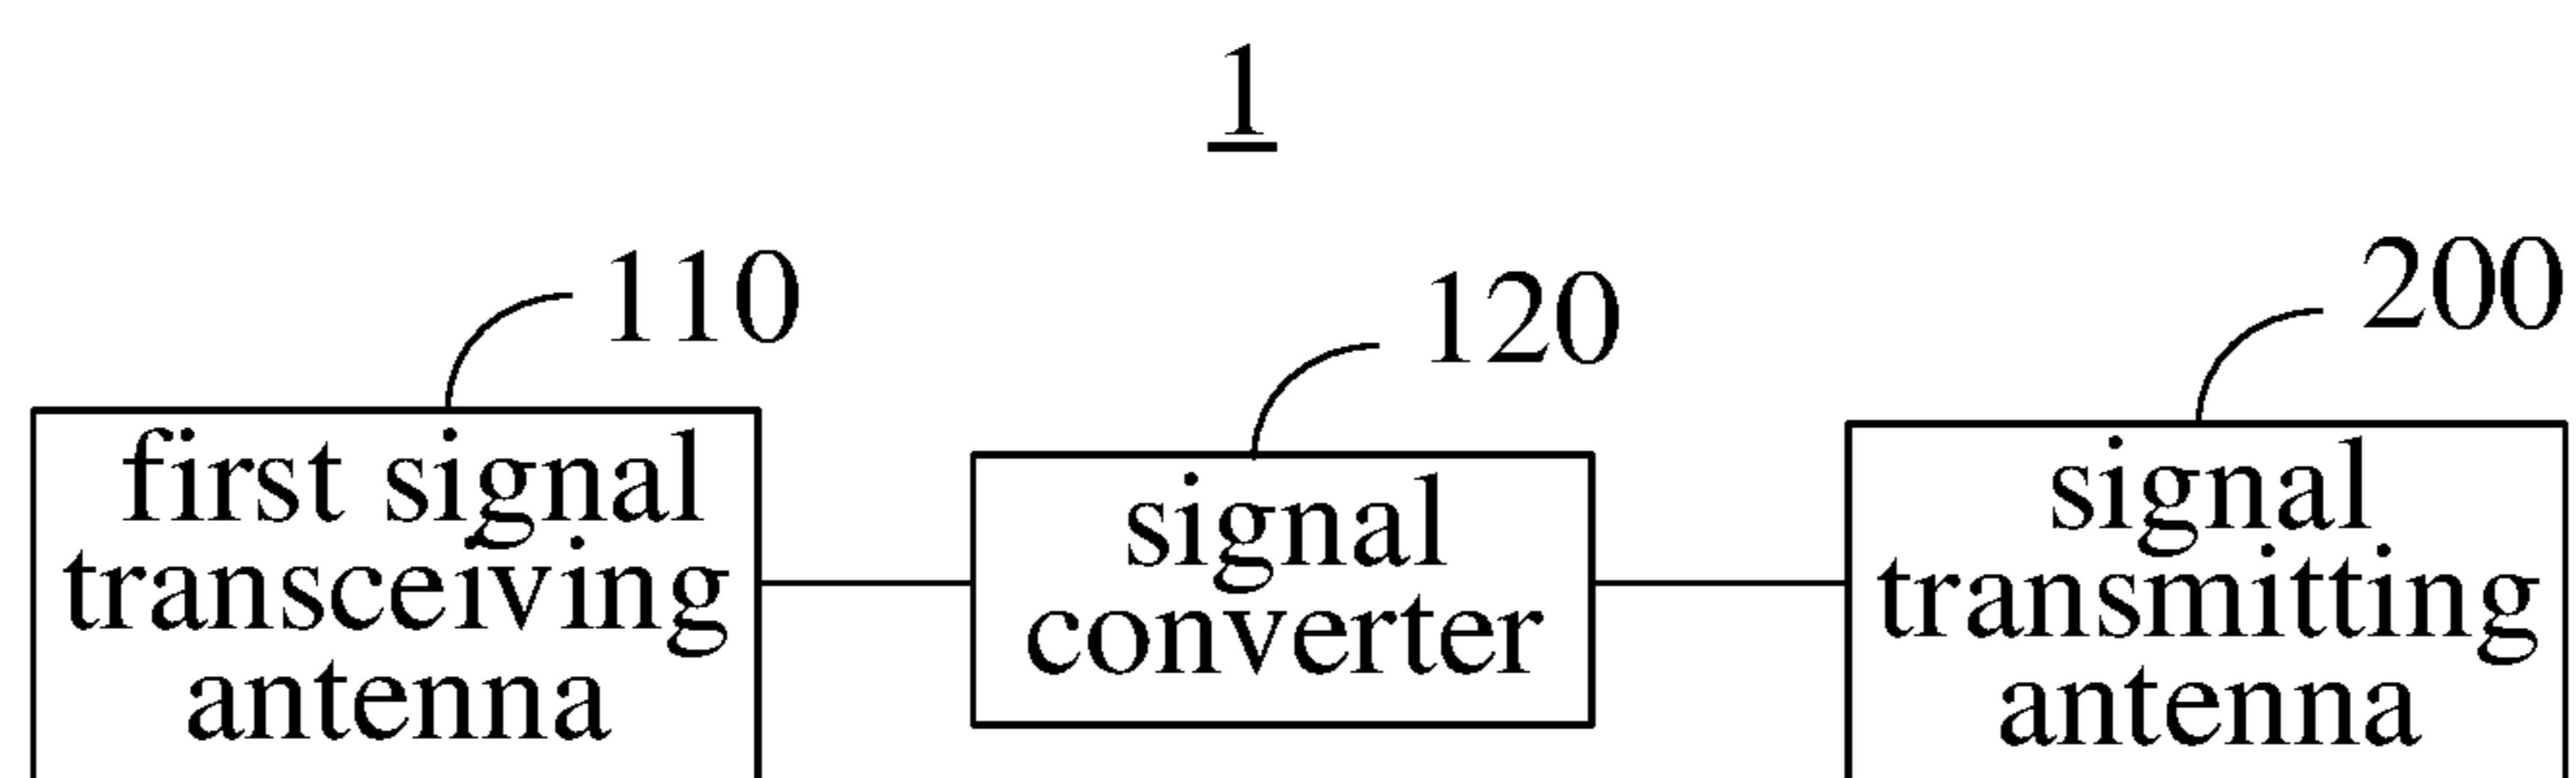 1
110
120
200
first signal
transceiving
antenna
signal
converter
signal
transmitting
antenna